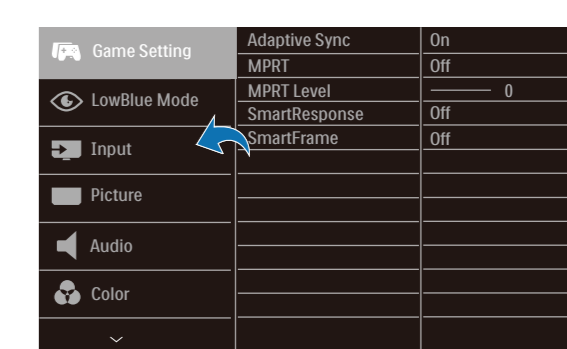 Game Setting
LowBlue Mode
Input
Picture
Audio
Color
Adaptive Sync On
MPRT Off
MPRT Level 0
SmartResponse Off
SmartFrame Off